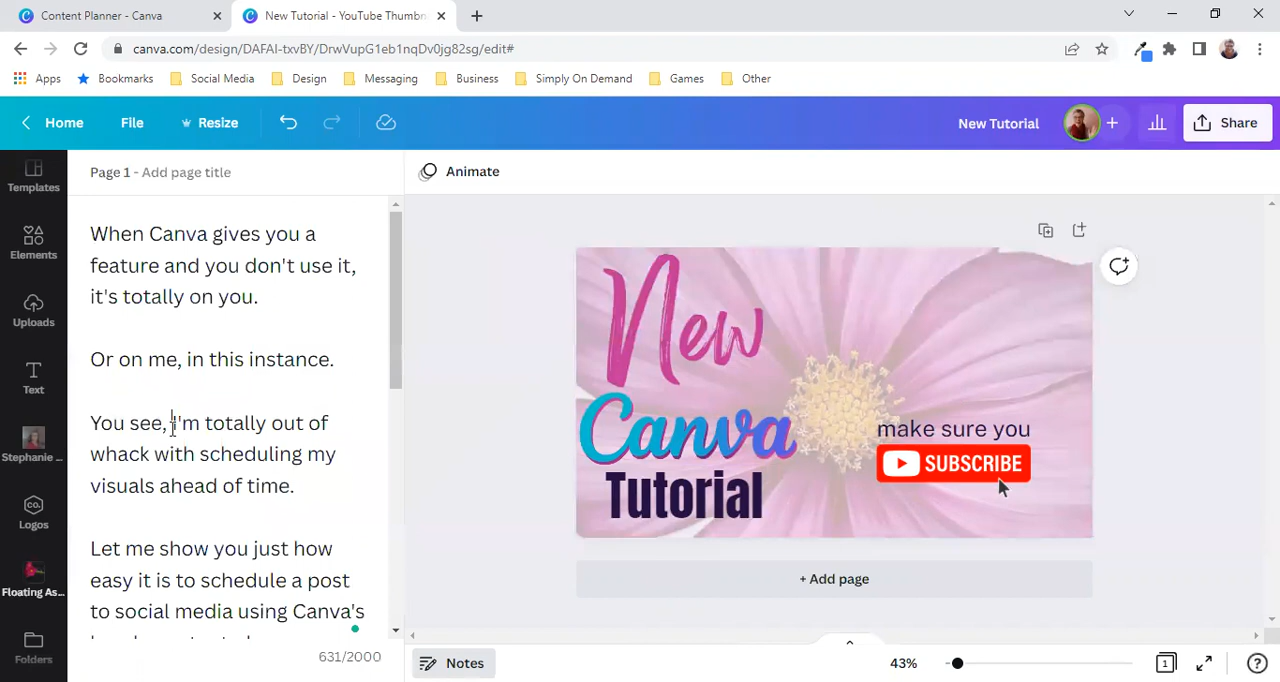 Content Planner - Canva
New Tutorial - YouTube Thumbn
canva.com/design/DAFAI-txvBY/DrwVupG1eb1nqDv0jg82sg/edit#
Apps Bookmarks Social Media Design Messaging Business Simply On Demand Games Other
Home File Resize New Tutorial Share
Templates
Elements
Uploads
Text
Stephanie ...
Logos
Floating As...
Folders
Page 1 - Add page title
When Canva gives you a
feature and you don't use it,
it's totally on you.
Or on me, in this instance.
You see, I'm totally out of
whack with scheduling my
visuals ahead of time.
Let me show you just how
easy it is to schedule a post
to social media using Canva's
631/2000
Animate
New
Canva
Tutorial
make sure you
SUBSCRIBE
+ Add page
Notes
43%
1